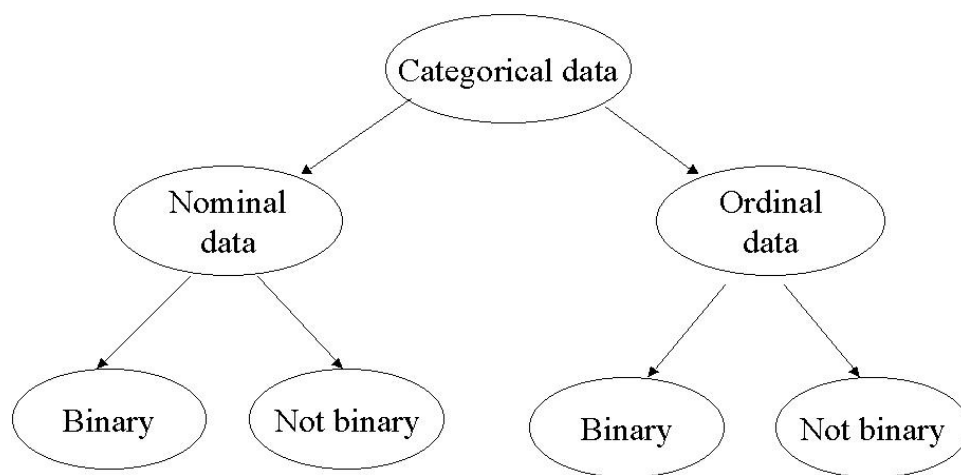 Categorical data
Nominal
data
Ordinal
data
Binary
Not binary
Binary
Not binary